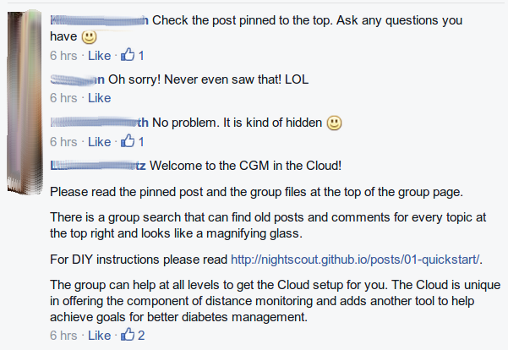 h Check the post pinned to the top. Ask any questions you
have
6 hrs · Like · 1
n Oh sorry! Never even saw that! LOL
6 hrs · Like
th No problem. It is kind of hidden
6 hrs · Like · 1
L tz Welcome to the CGM in the Cloud!
Please read the pinned post and the group files at the top of the group page.
There is a group search that can find old posts and comments for every topic at
the top right and looks like a magnifying glass.
For DIY instructions please read http://nightscout.github.io/posts/01-quickstart/.
The group can help at all levels to get the Cloud setup for you. The Cloud is unique
in offering the component of distance monitoring and adds another tool to help
achieve goals for better diabetes management.
6 hrs · Like · 2